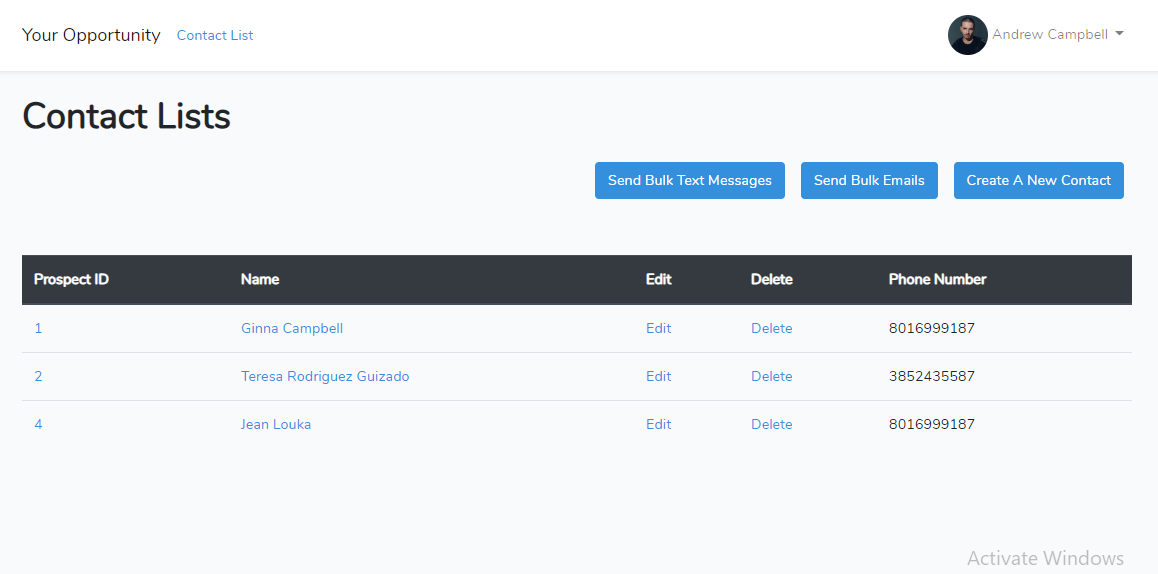 Your Opportunity Contact List Andrew Campbell
Contact Lists
Send Bulk Text Messages Send Bulk Emails Create A New Contact
Prospect ID Name Edit Delete Phone Number
1 Ginna Campbell Edit Delete 8016999187
2 Teresa Rodriguez Guizado Edit Delete 3852435587
4 Jean Louka Edit Delete 8016999187
Activate Windows